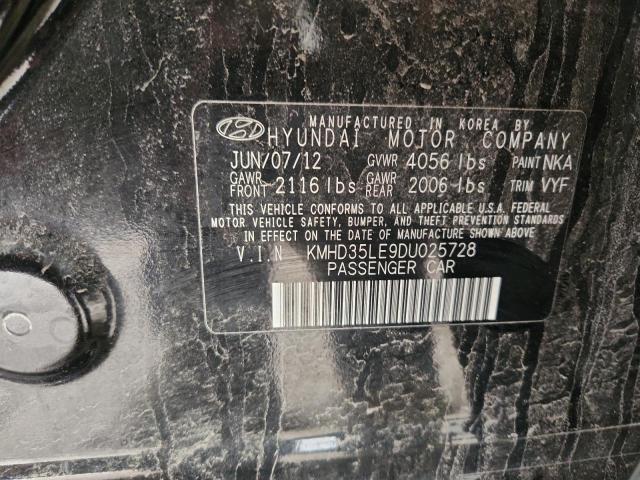 MANUFACTURED IN KOREA BY
HYUNDAI MOTOR COMPANY
JUN/07/12 GVWR 4056 lbs PAINT NKA
GAWR FRONT 2116 lbs GAWR REAR 2006 lbs TRIM VYF
THIS VEHICLE CONFORMS TO ALL APPLICABLE U.S.A. FEDERAL
MOTOR VEHICLE SAFETY, BUMPER, AND THEFT PREVENTION STANDARDS
IN EFFECT ON THE DATE OF MANUFACTURE SHOWN ABOVE
V.I.N KMHD35LE9DU025728
PASSENGER CAR